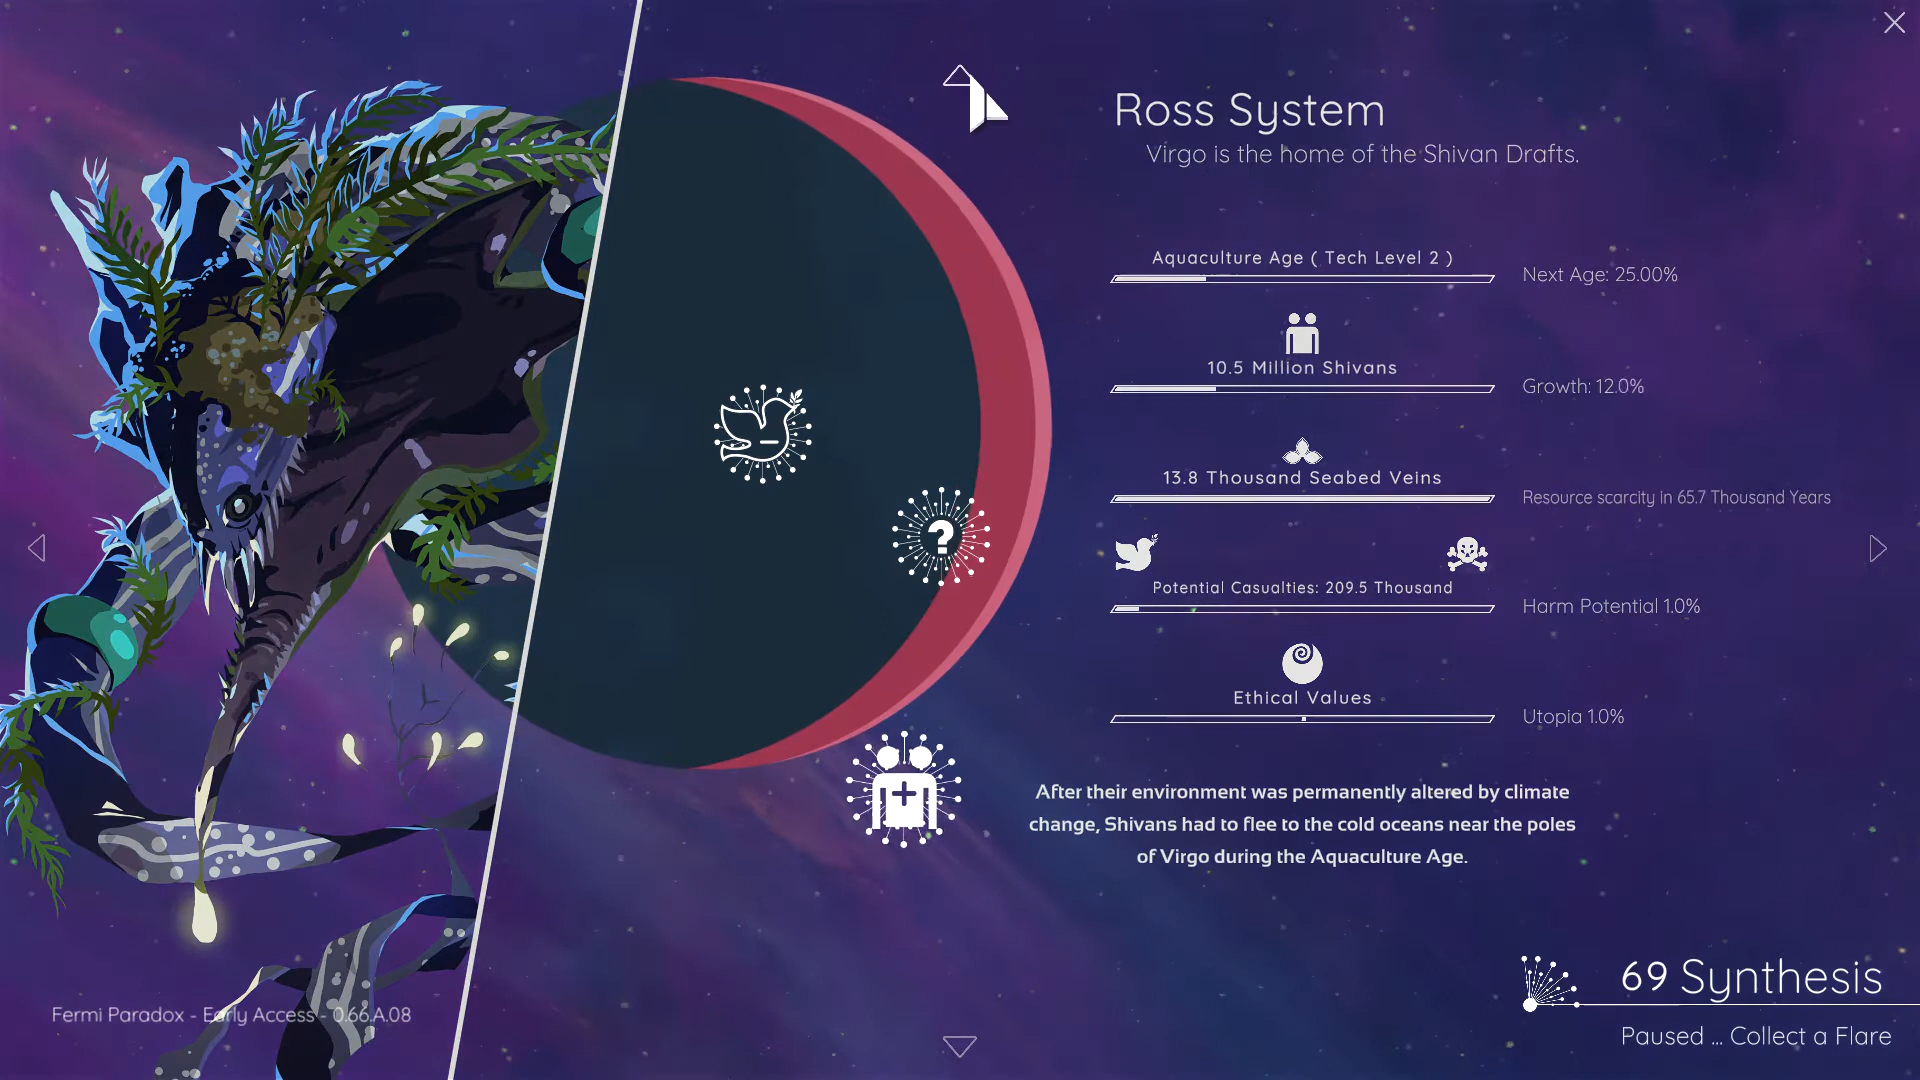 Ross System
Virgo is the home of the Shivan Drafts.
Aquaculture Age ( Tech Level 2 )
Next Age: 25.00%
10.5 Million Shivans
Growth: 12.0%
13.8 Thousand Seabed Veins
Resource scarcity in 65.7 Thousand Years
?
Potential Casualties: 209.5 Thousand
Harm Potential 1.0%
Ethical Values
Utopia 1.0%
After their environment was permanently altered by climate
change, Shivans had to flee to the cold oceans near the poles
of Virgo during the Aquaculture Age.
69 Synthesis
Fermi Paradox - Early Access - 0.66.A.08
Paused ... Collect a Flare